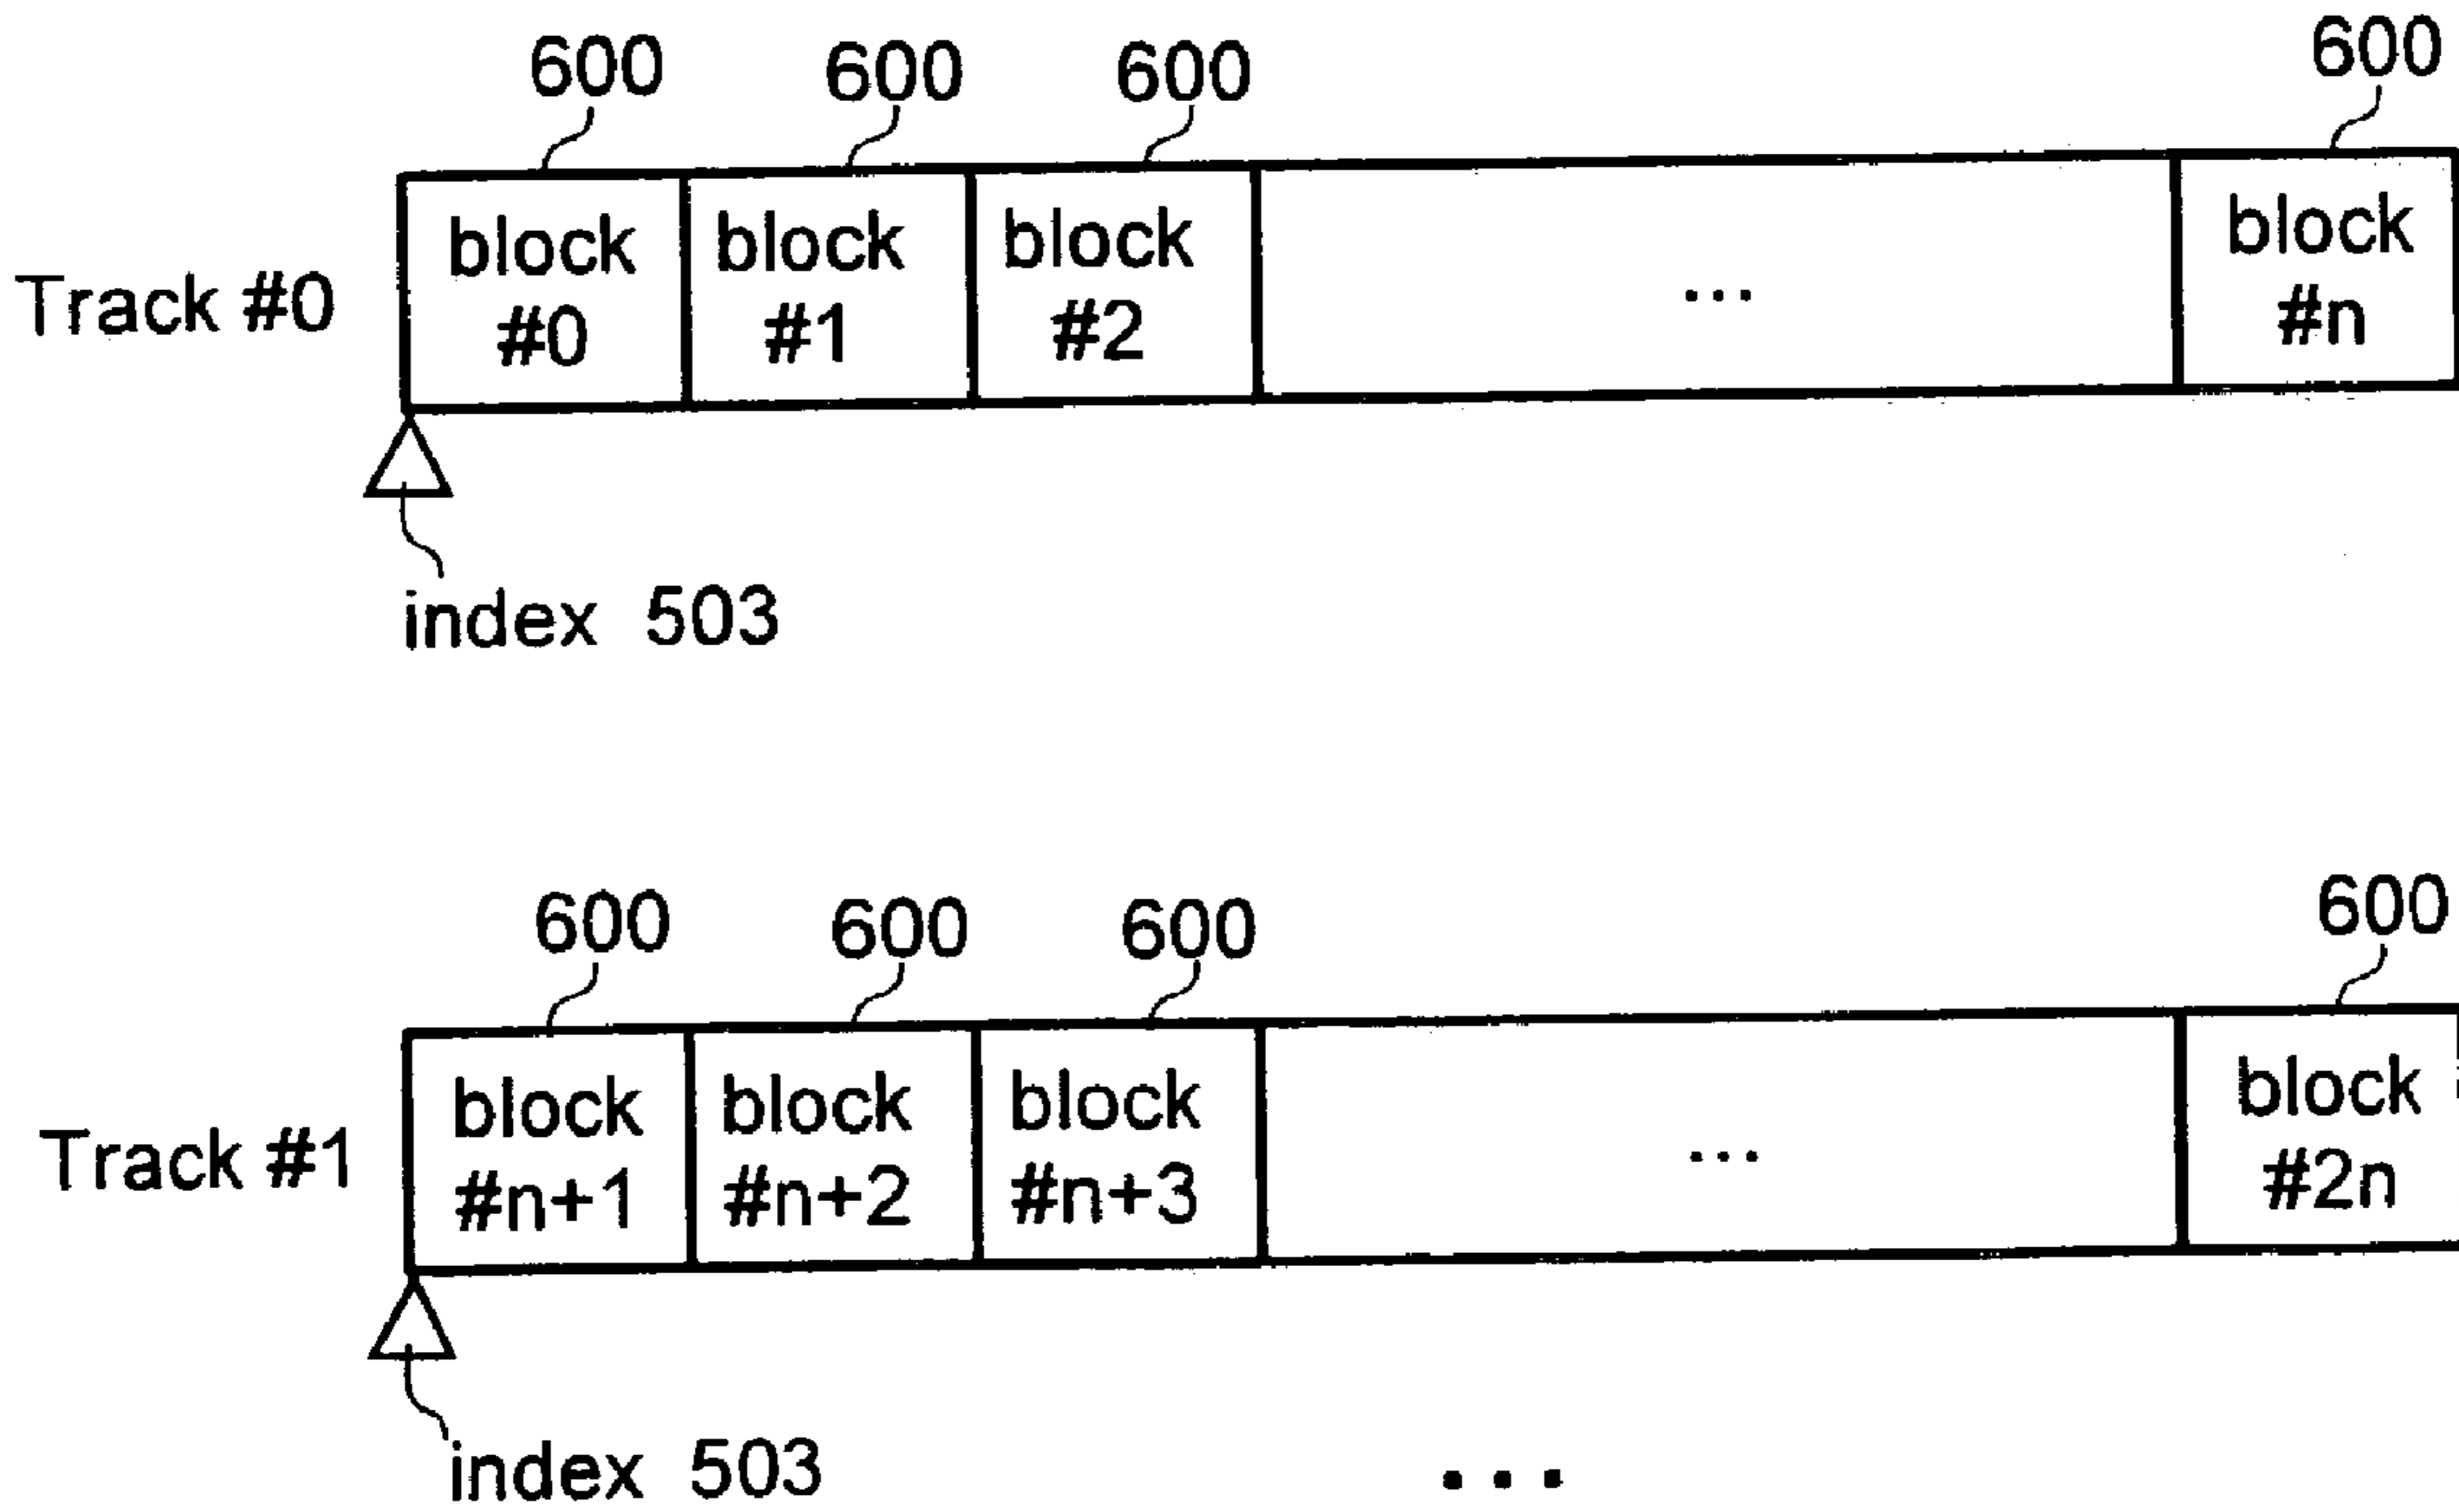 600 600 600 600
block block block block
Track #0 #0 #1 #2 ... #n
index 503
600 600 600 600
block block block block
Track #1 #n+1 #n+2 #n+3 ... #2n
index 503
...